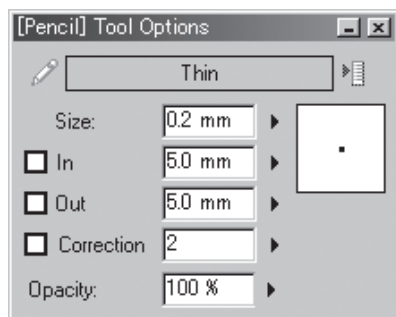 [Pencil] Tool Options
Thin
Size: 0.2 mm
In 5.0 mm
Out 5.0 mm
Correction 2
Opacity: 100 %